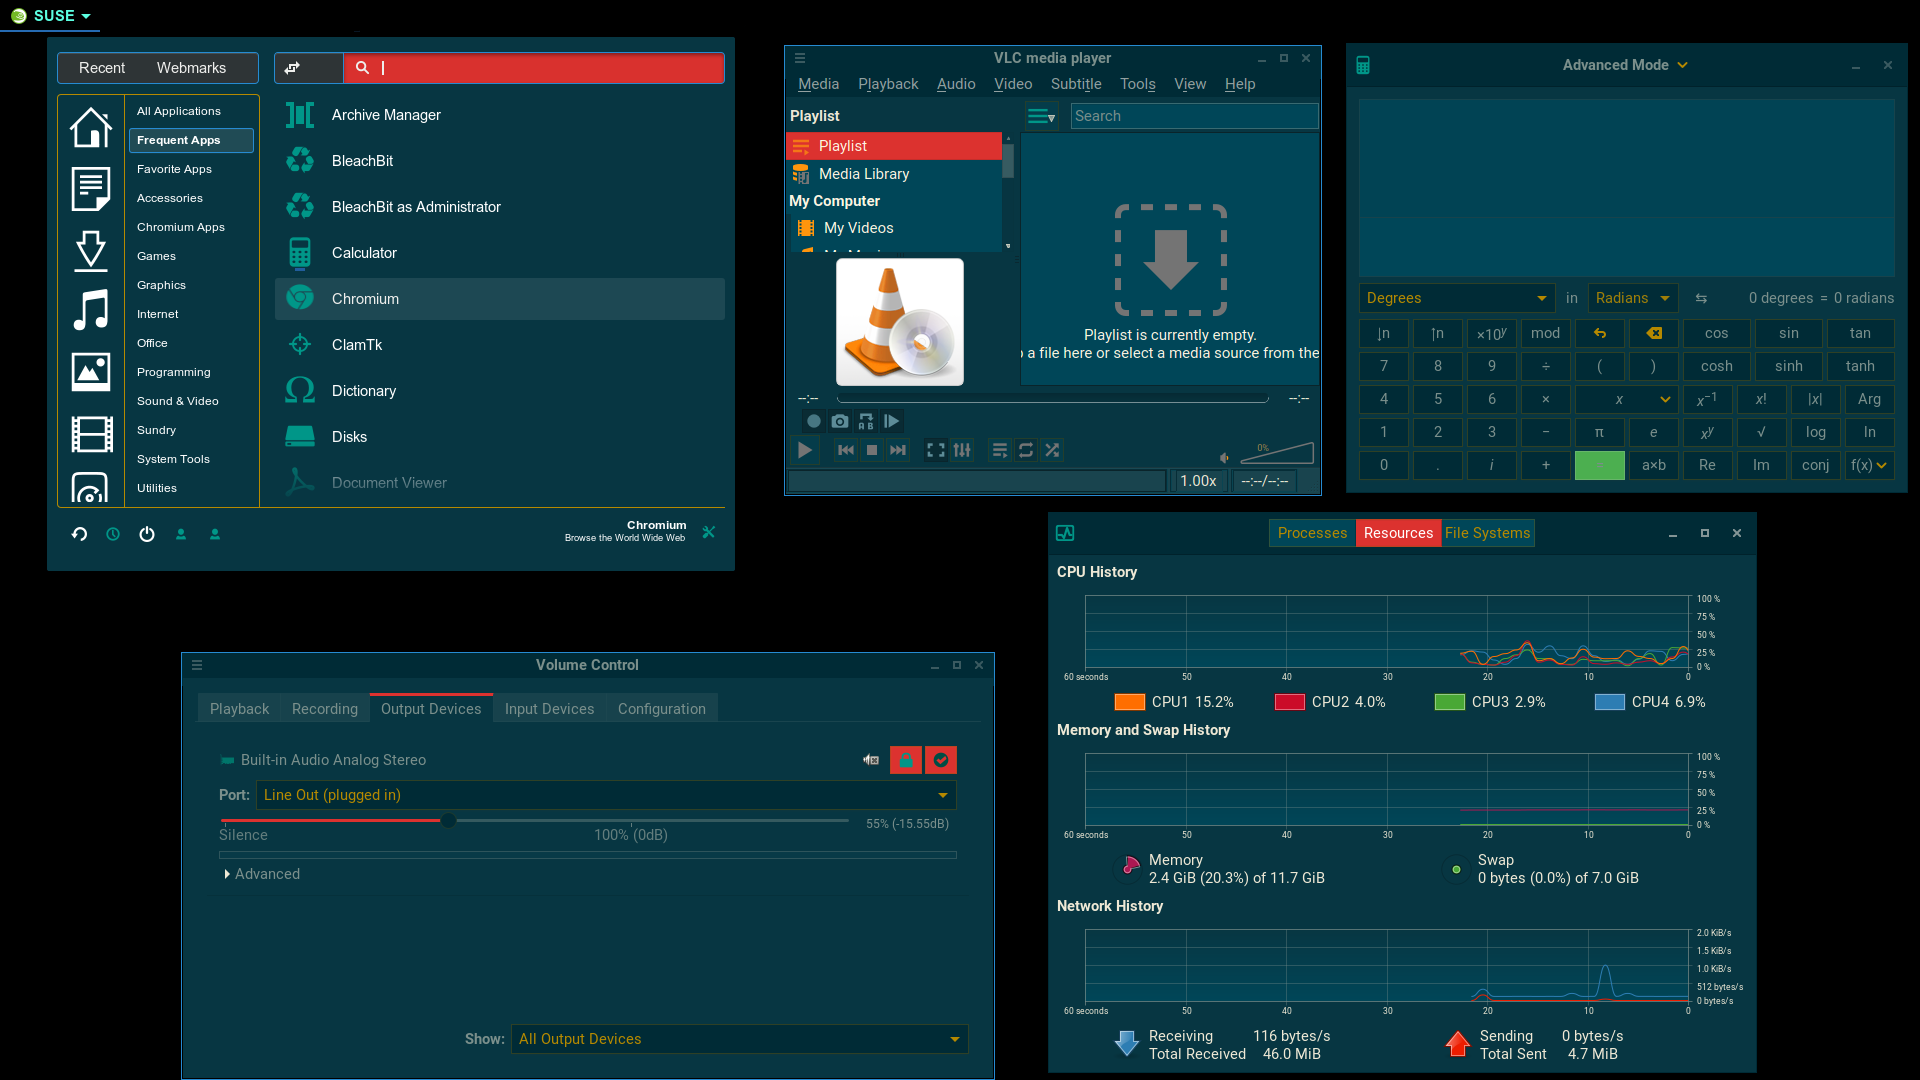 SUSE
Recent Webmarks
All Applications
Frequent Apps
Favorite Apps
Accessories
Chromium Apps
Games
Graphics
Internet
Office
Programming
Sound & Video
Sundry
System Tools
Utilities
Archive Manager
BleachBit
BleachBit as Administrator
Calculator
Chromium
ClamTk
Dictionary
Disks
Document Viewer
Chromium
Browse the World Wide Web
VLC media player
Media Playback Audio Video Subtitle Tools View Help
Playlist
Search
Playlist
Media Library
My Computer
My Videos
Playlist is currently empty.
a file here or select a media source from the
--:-- --:--
A B
0%
1.00x --:--/--:--
Advanced Mode
Degrees in Radians ⇆ 0 degrees = 0 radians
↓n ↑n ×10^y mod cos sin tan
7 8 9 ÷ ( ) cosh sinh tanh
4 5 6 × x x⁻¹ x! |x| Arg
1 2 3 − π e x^y √ log ln
0 . i + = a×b Re Im conj f(x)
Processes Resources File Systems
CPU History
100 %
75 %
50 %
25 %
0 %
60 seconds 50 40 30 20 10 0
CPU1 15.2% CPU2 4.0% CPU3 2.9% CPU4 6.9%
Memory and Swap History
100 %
75 %
50 %
25 %
0 %
60 seconds 50 40 30 20 10 0
Memory
2.4 GiB (20.3%) of 11.7 GiB
Swap
0 bytes (0.0%) of 7.0 GiB
Network History
2.0 KiB/s
1.5 KiB/s
1.0 KiB/s
512 bytes/s
0 bytes/s
60 seconds 50 40 30 20 10 0
Receiving 116 bytes/s
Total Received 46.0 MiB
Sending 0 bytes/s
Total Sent 4.7 MiB
Volume Control
Playback Recording Output Devices Input Devices Configuration
Built-in Audio Analog Stereo
Port: Line Out (plugged in)
55% (-15.55dB)
Silence 100% (0dB)
Advanced
Show: All Output Devices